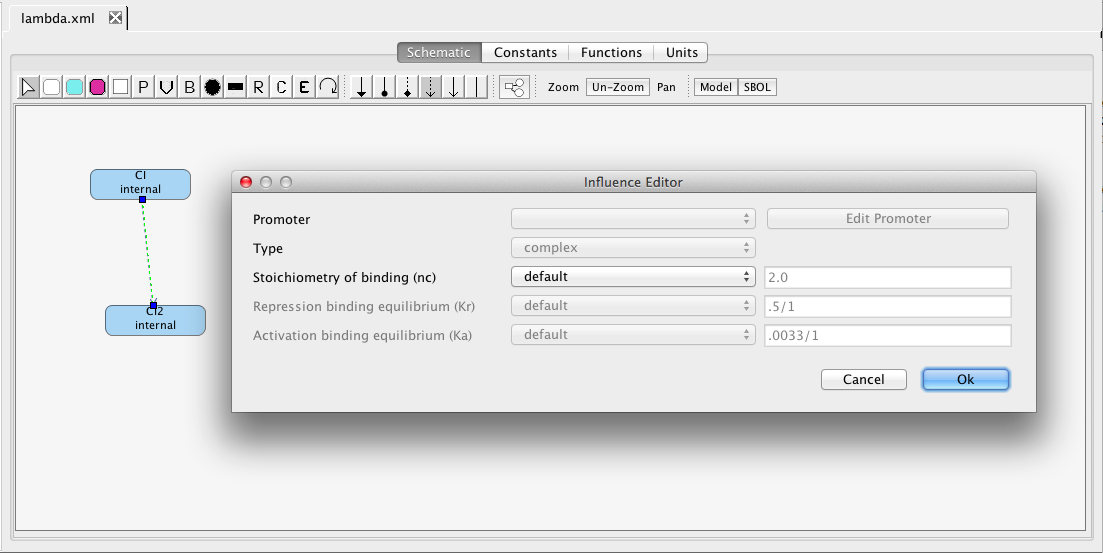 lambda.xml
Schematic Constants Functions Units
P V B R C E Zoom Un-Zoom Pan Model SBOL
CI
internal
CI2
internal
Influence Editor
Promoter Edit Promoter
Type complex
Stoichiometry of binding (nc) default 2.0
Repression binding equilibrium (Kr) default .5/1
Activation binding equilibrium (Ka) default .0033/1
Cancel Ok